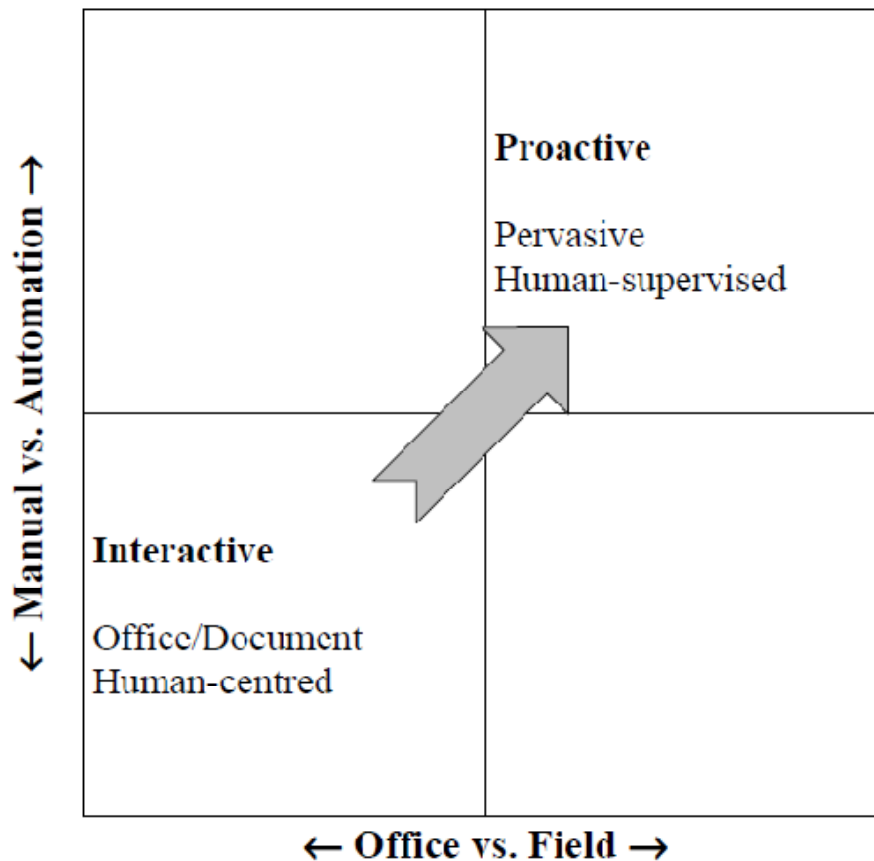 Proactive
Pervasive
Human-supervised
← Manual vs. Automation →
Interactive
Office/Document
Human-centred
← Office vs. Field →